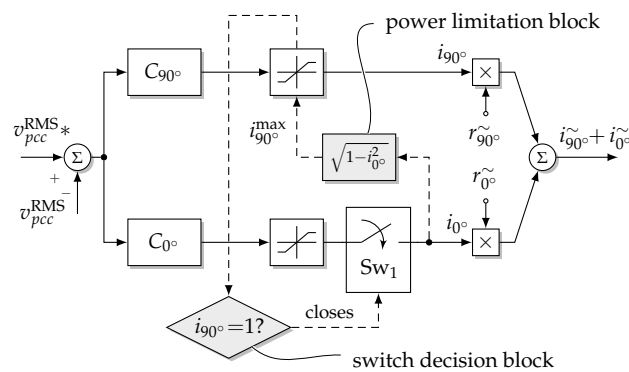 power limitation block
C₉₀°
i₉₀°
×
v_pcc^RMS*
i₉₀°^max
√1−i₀°²
r₉₀°^~
Σ
+
−
Σ
i₉₀°^~ + i₀°^~
v_pcc^RMS
r₀°^~
C₀°
Sw₁
i₀°
×
i₉₀°=1?
closes
switch decision block